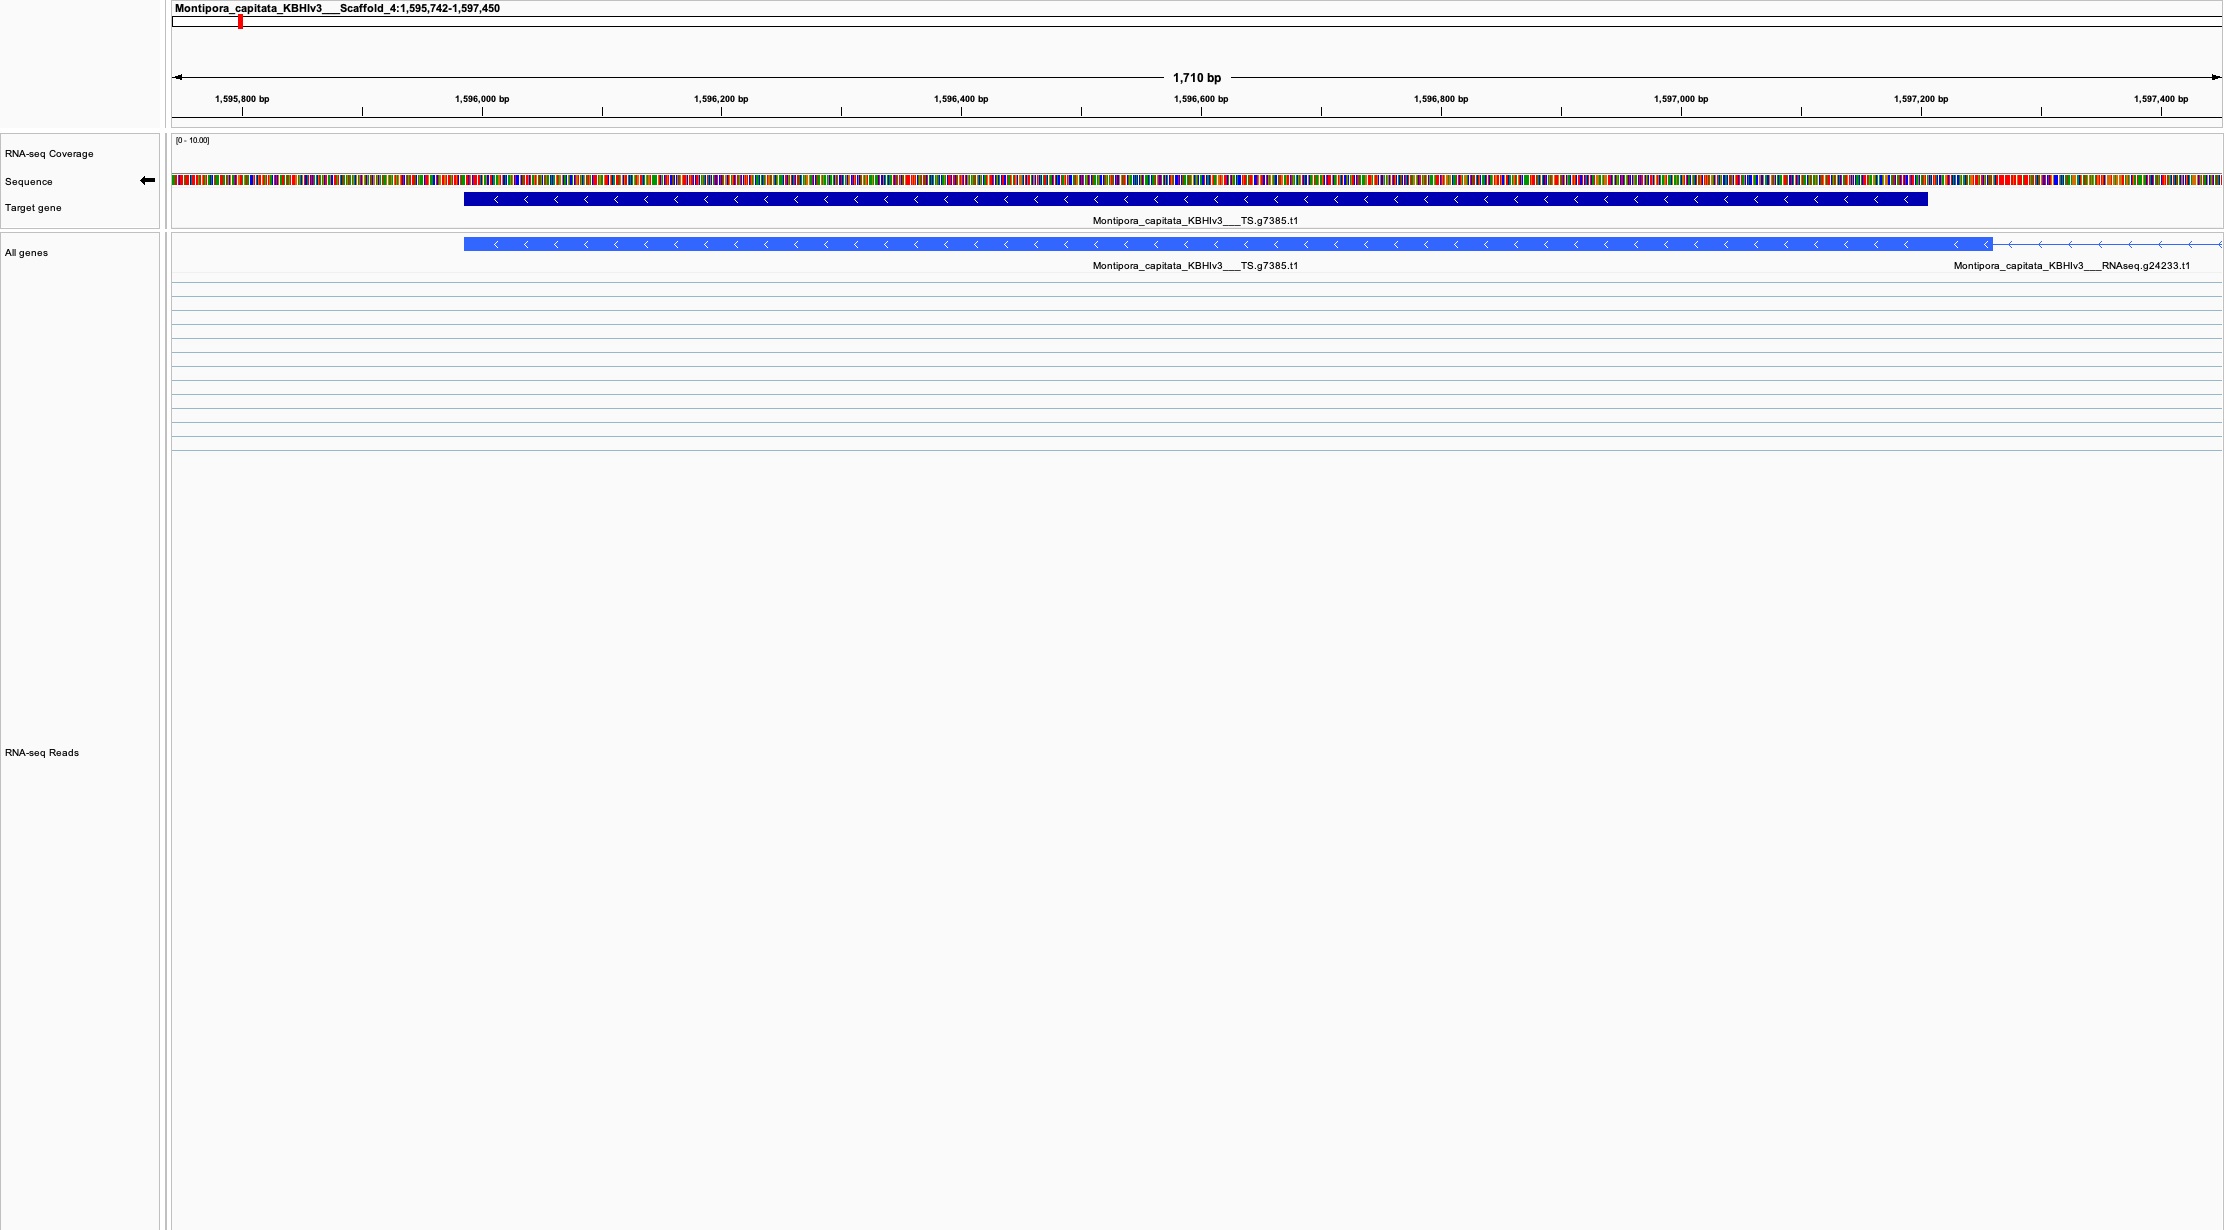 Montipora_capitata_KBHIv3___Scaffold_4:1,595,742-1,597,450
1,710 bp
1,595,800 bp 1,596,000 bp 1,596,200 bp 1,596,400 bp 1,596,600 bp 1,596,800 bp 1,597,000 bp 1,597,200 bp 1,597,400 bp
[0 - 10.00]
RNA-seq Coverage
Sequence
Target gene
Montipora_capitata_KBHIv3___TS.g7385.t1
All genes
Montipora_capitata_KBHIv3___TS.g7385.t1 Montipora_capitata_KBHIv3___RNAseq.g24233.t1
RNA-seq Reads